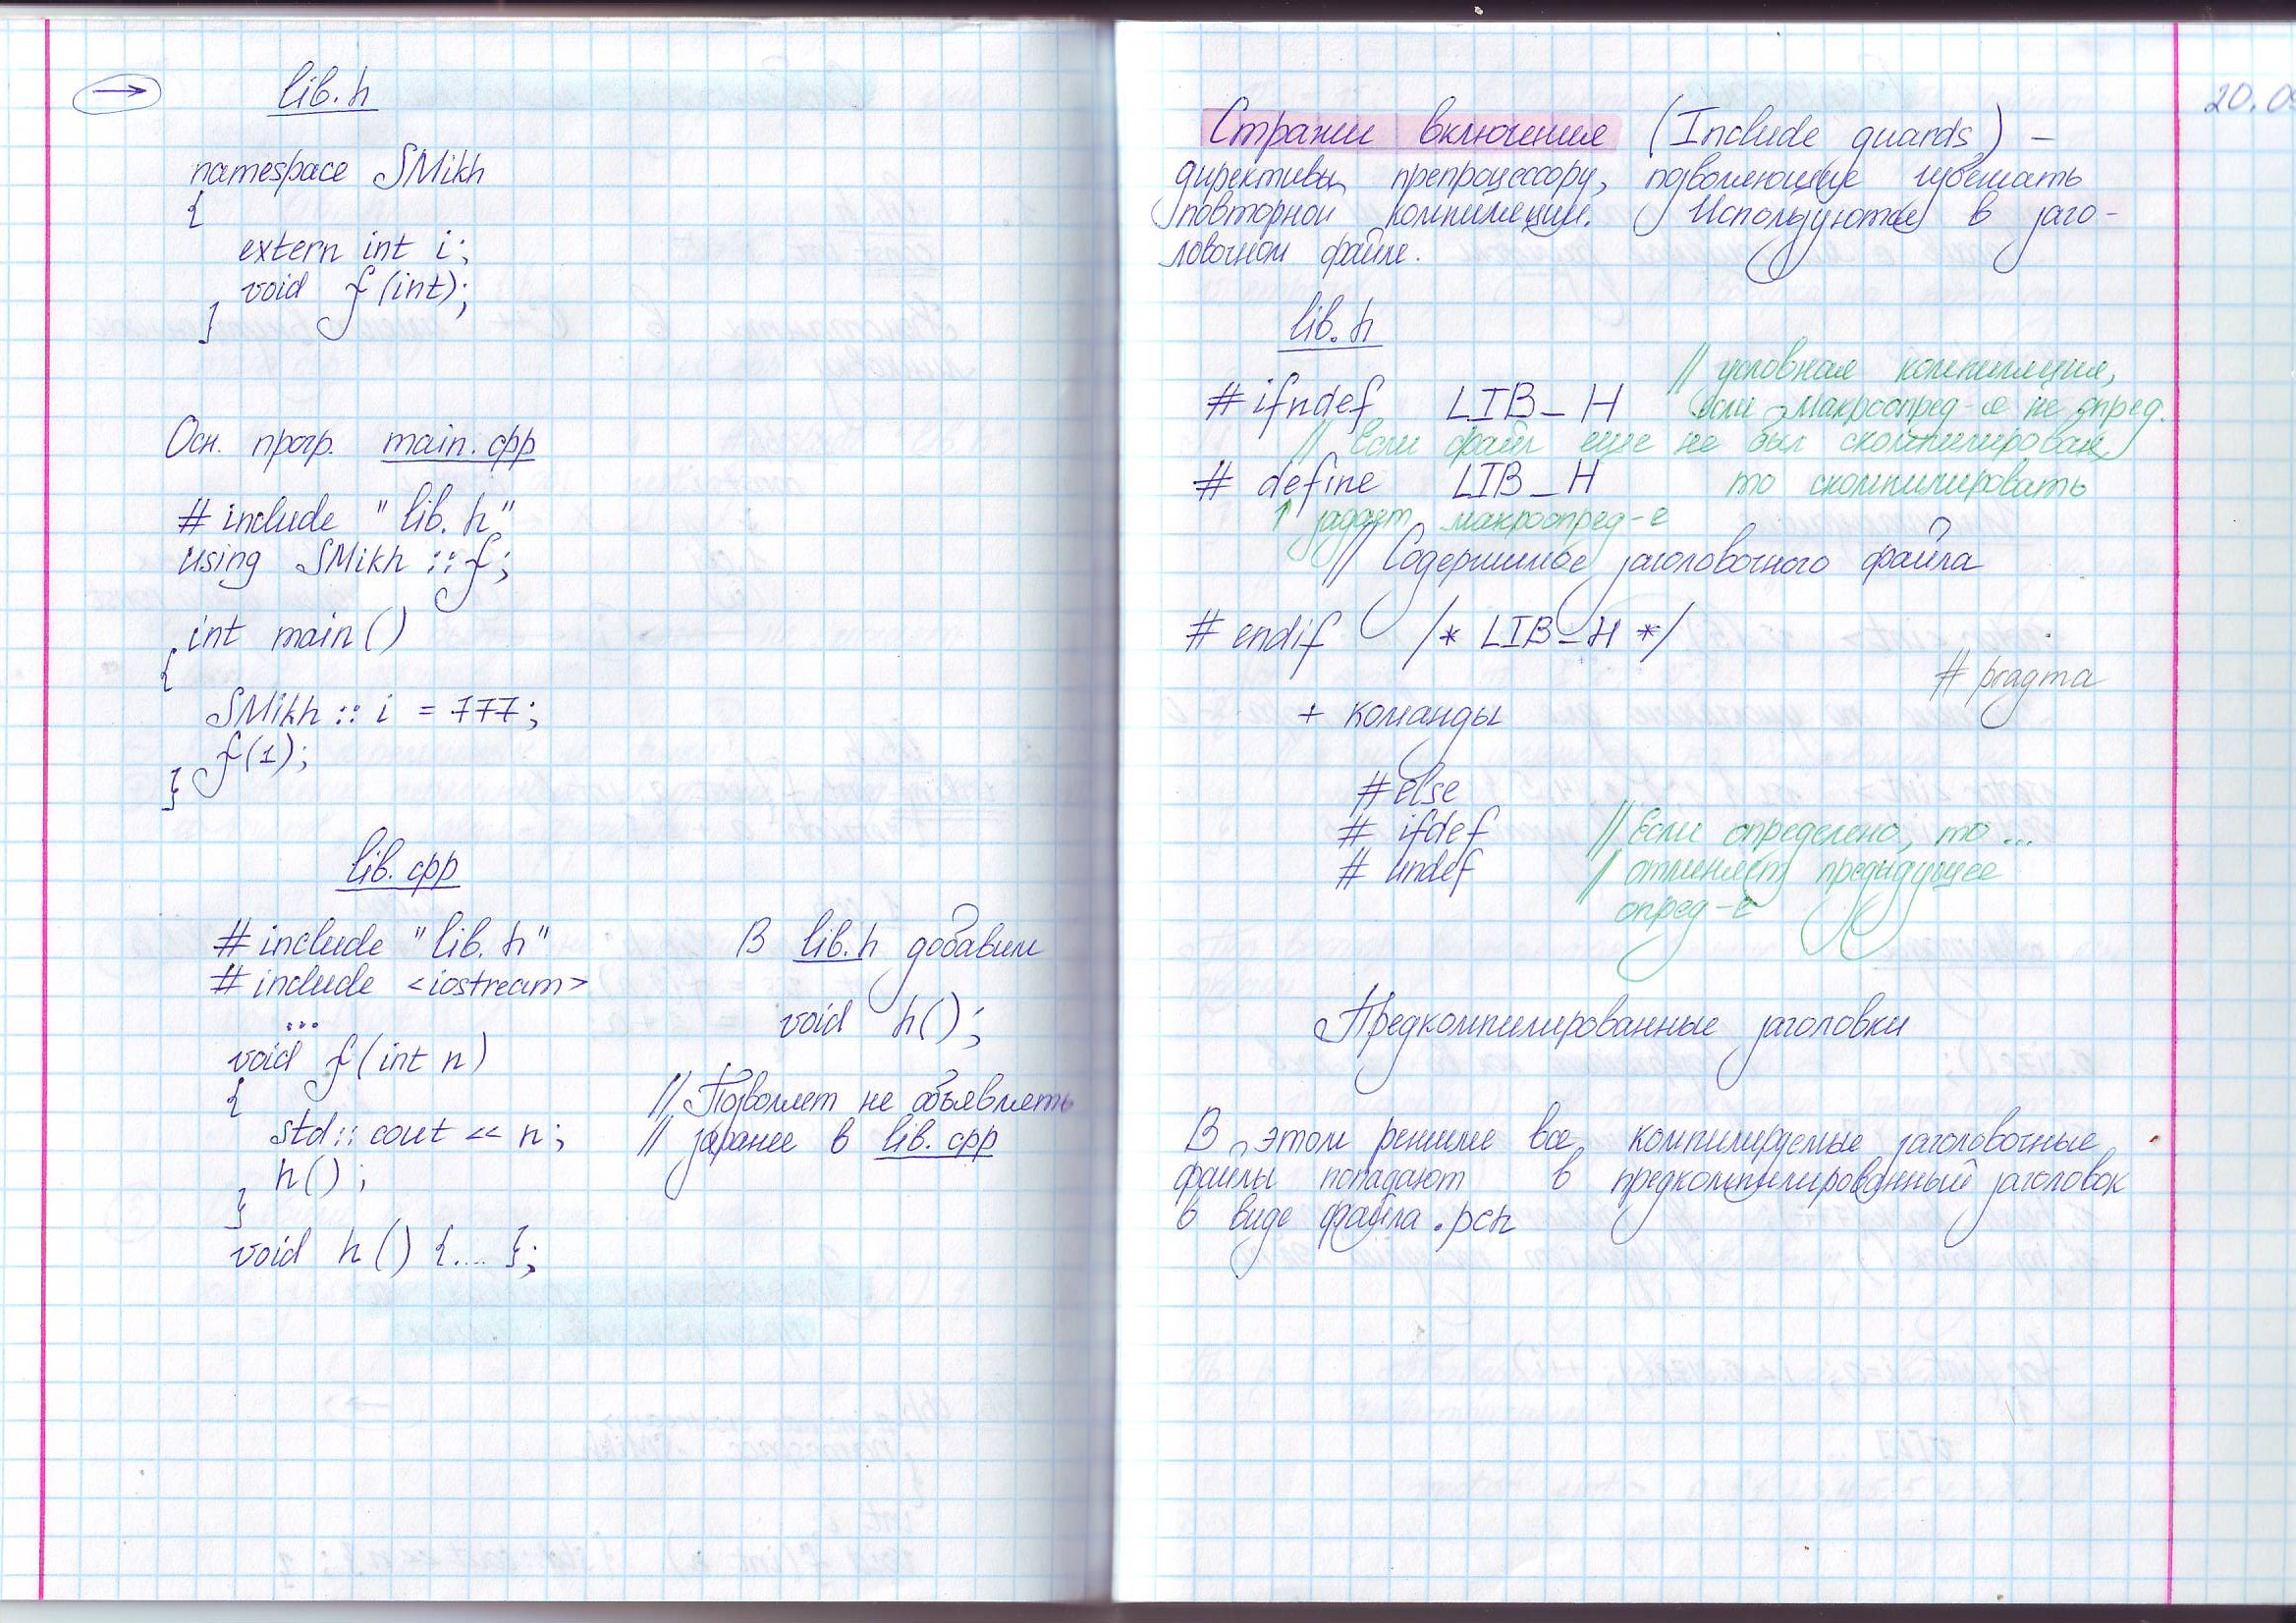 → lib.h
namespace SMikh
{
extern int i;
void f(int);
}
Осн. прогр. main.cpp
# include "lib.h"
using SMikh :: f;
int main()
{
SMikh :: i = 777;
f(1);
}
lib.cpp
# include "lib.h"
# include <iostream>
...
void f(int n)
{
std:: cout << n;
h();
}
void h() {....};
В lib.h добавим
void h();
// Позволяет не объявлять
// заранее в lib.cpp
20.09
Стражи включения (Include guards) –
директивы препроцессору, позволяющие избежать
повторной компиляции. Используются в заго-
ловочном файле.
lib.h
// условная компиляция,
# ifndef LIB_H если макроопред-е не опред.
// Если файл еще не был скомпилирован,
# define LIB_H то скомпилировать
↑ задает макроопред-е
// Содержимое заголовочного файла
# endif /* LIB_H */
# pragma
+ команды
# else
# ifdef // Если определено, то ...
# undef // отменяет предыдущее
опред-е
Предкомпилированные заголовки
В этом режиме все компилируемые заголовочные
файлы попадают в предкомпилированный заголовок
в виде файла .pch